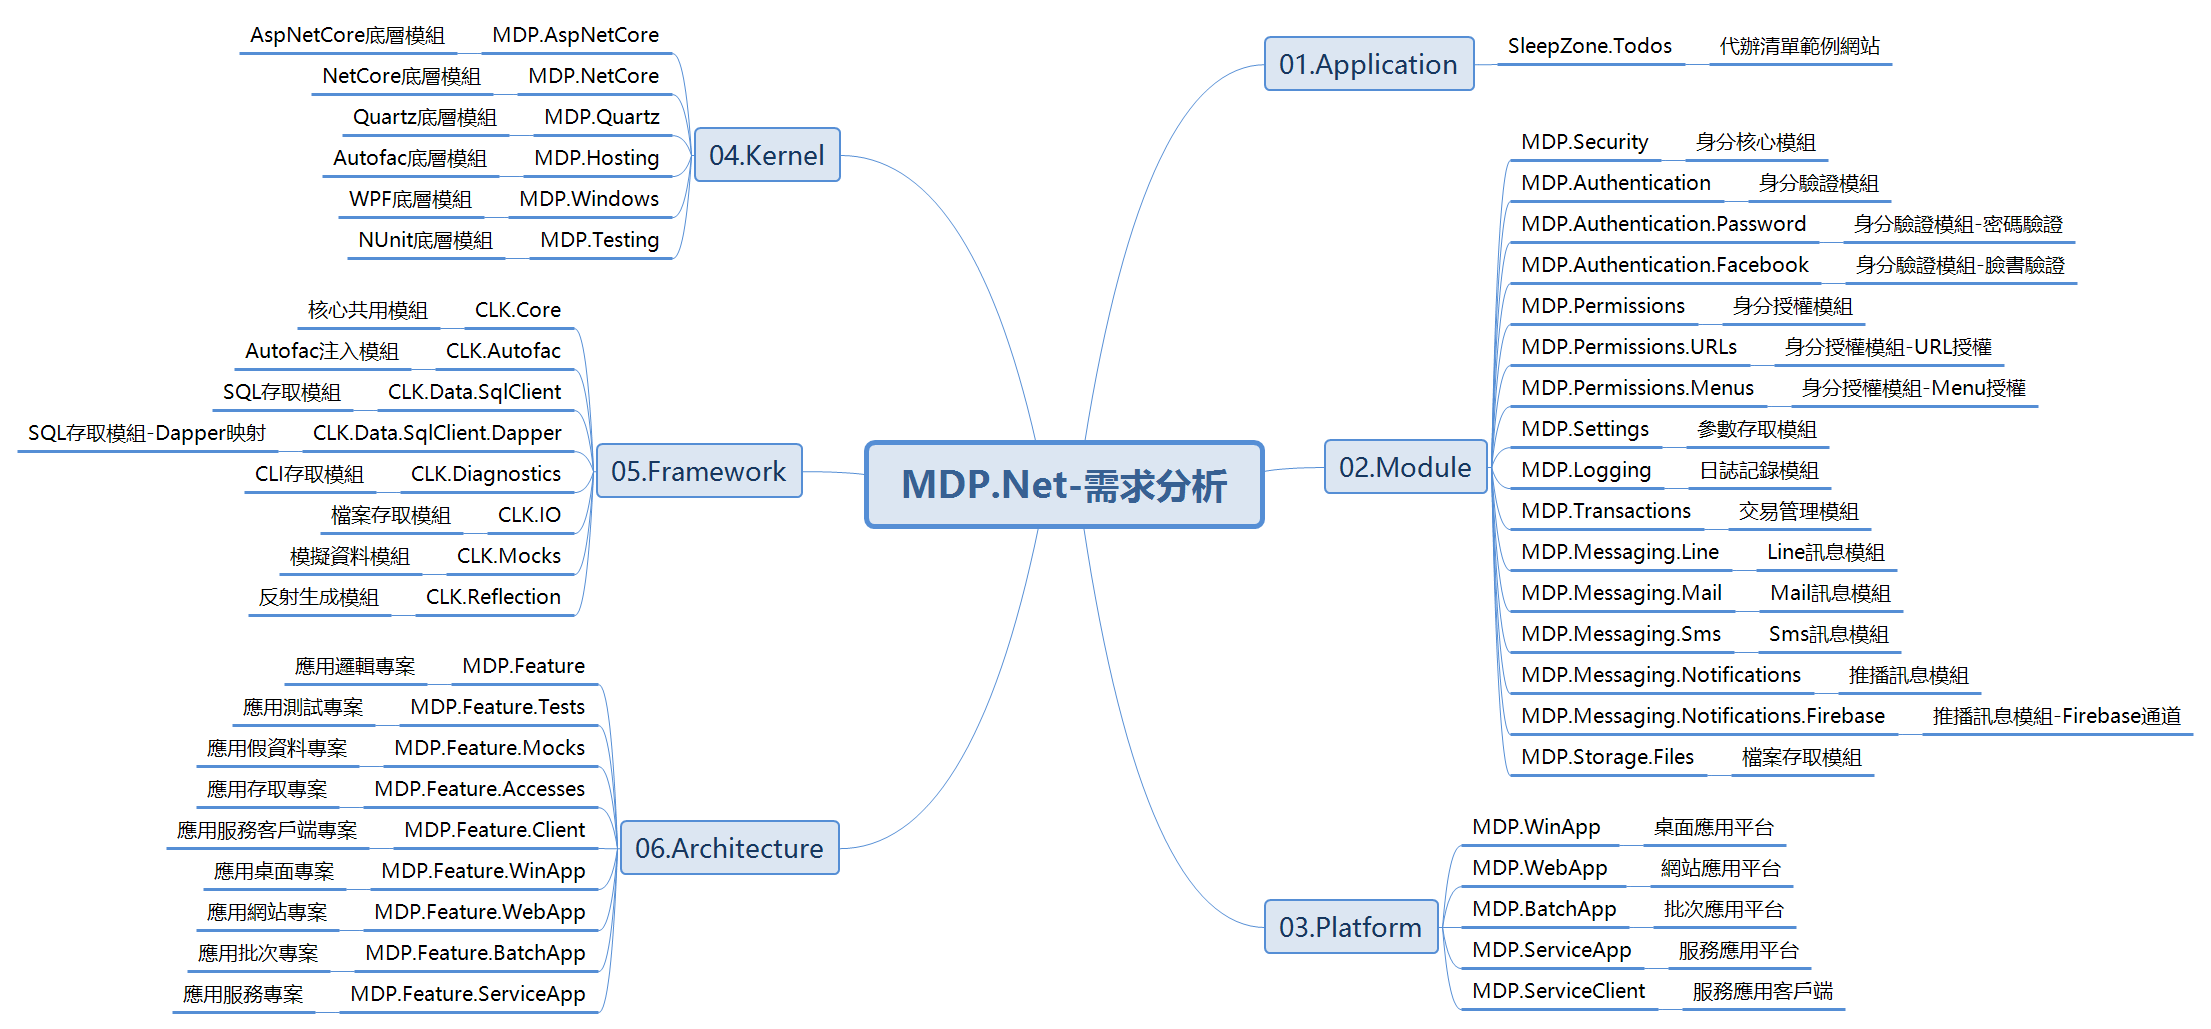 MDP.Net-需求分析
01.Application
SleepZone.Todos 代辦清單範例網站
02.Module
MDP.Security 身分核心模組
MDP.Authentication 身分驗證模組
MDP.Authentication.Password 身分驗證模組-密碼驗證
MDP.Authentication.Facebook 身分驗證模組-臉書驗證
MDP.Permissions 身分授權模組
MDP.Permissions.URLs 身分授權模組-URL授權
MDP.Permissions.Menus 身分授權模組-Menu授權
MDP.Settings 參數存取模組
MDP.Logging 日誌記錄模組
MDP.Transactions 交易管理模組
MDP.Messaging.Line Line訊息模組
MDP.Messaging.Mail Mail訊息模組
MDP.Messaging.Sms Sms訊息模組
MDP.Messaging.Notifications 推播訊息模組
MDP.Messaging.Notifications.Firebase 推播訊息模組-Firebase通道
MDP.Storage.Files 檔案存取模組
03.Platform
MDP.WinApp 桌面應用平台
MDP.WebApp 網站應用平台
MDP.BatchApp 批次應用平台
MDP.ServiceApp 服務應用平台
MDP.ServiceClient 服務應用客戶端
04.Kernel
AspNetCore底層模組 MDP.AspNetCore
NetCore底層模組 MDP.NetCore
Quartz底層模組 MDP.Quartz
Autofac底層模組 MDP.Hosting
WPF底層模組 MDP.Windows
NUnit底層模組 MDP.Testing
05.Framework
核心共用模組 CLK.Core
Autofac注入模組 CLK.Autofac
SQL存取模組 CLK.Data.SqlClient
SQL存取模組-Dapper映射 CLK.Data.SqlClient.Dapper
CLI存取模組 CLK.Diagnostics
檔案存取模組 CLK.IO
模擬資料模組 CLK.Mocks
反射生成模組 CLK.Reflection
06.Architecture
應用邏輯專案 MDP.Feature
應用測試專案 MDP.Feature.Tests
應用假資料專案 MDP.Feature.Mocks
應用存取專案 MDP.Feature.Accesses
應用服務客戶端專案 MDP.Feature.Client
應用桌面專案 MDP.Feature.WinApp
應用網站專案 MDP.Feature.WebApp
應用批次專案 MDP.Feature.BatchApp
應用服務專案 MDP.Feature.ServiceApp